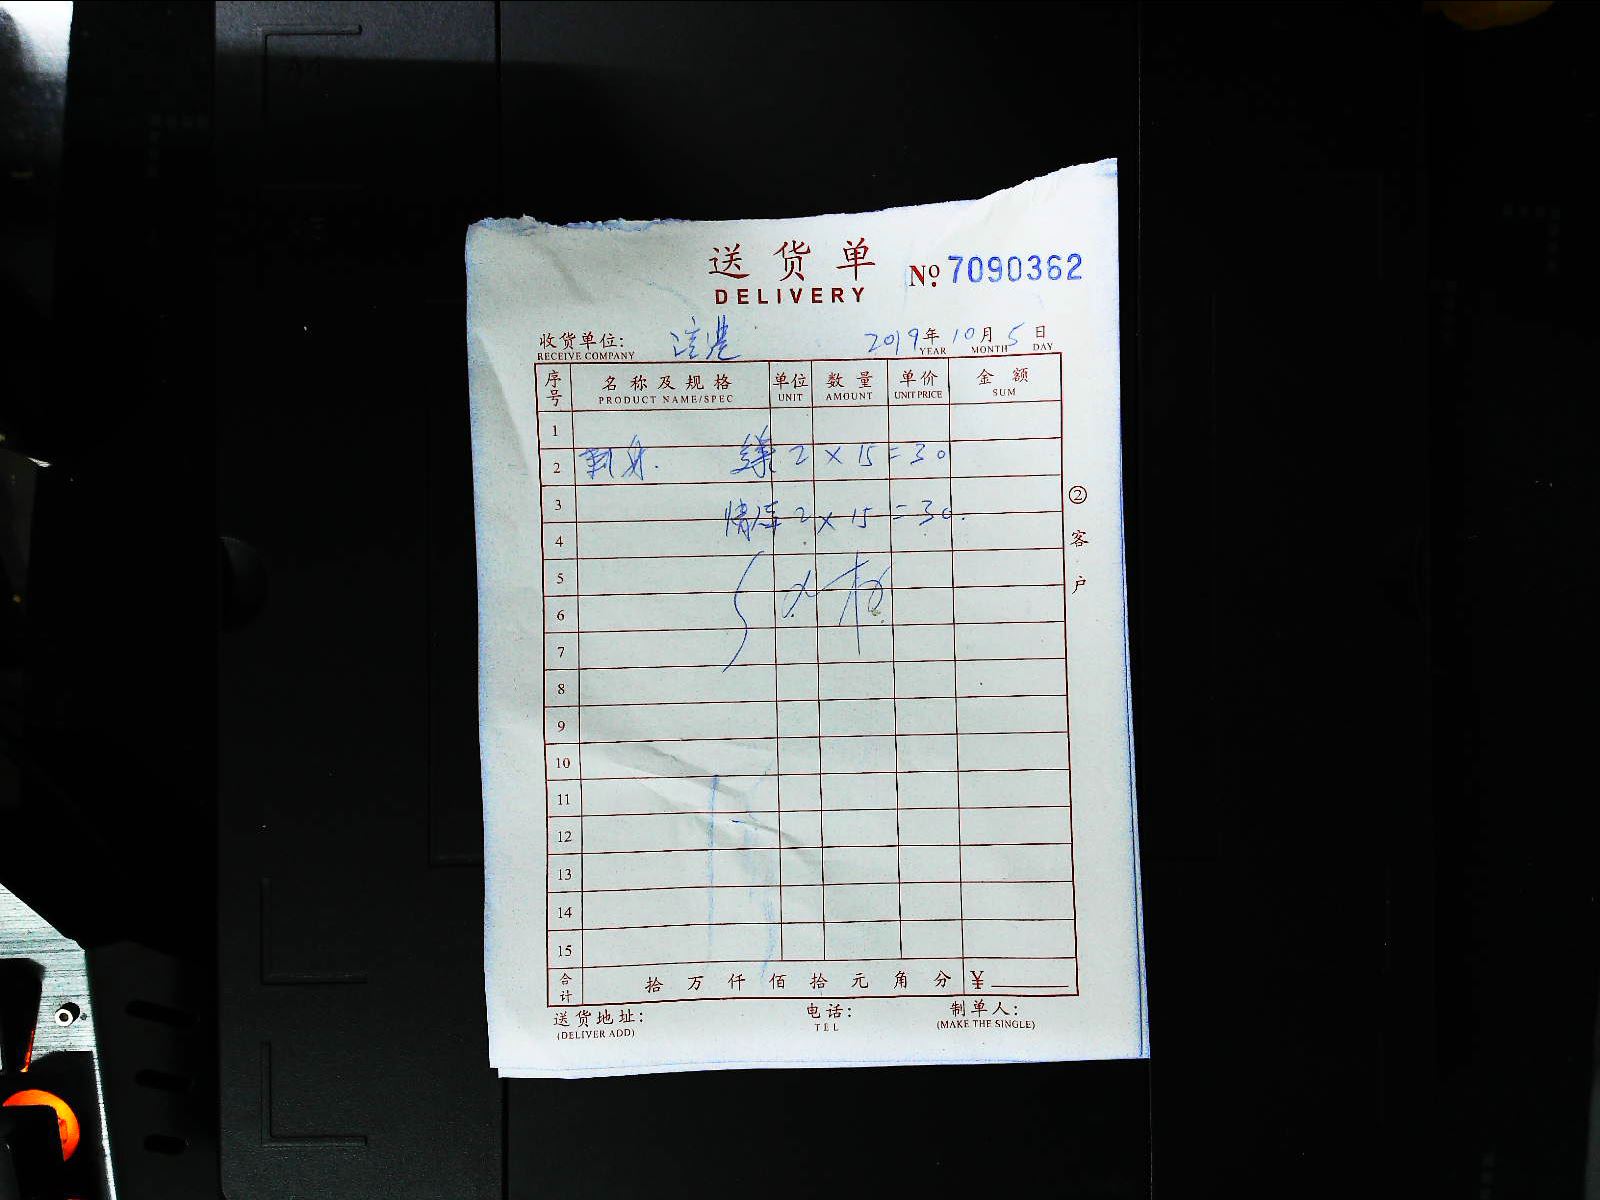 送货单
DELIVERY
No. 7090362
收货单位:
RECEIVE COMPANY
2019年10月5日
YEAR MONTH DAY
序号 名称及规格 单位 数量 单价 金额
PRODUCT NAME/SPEC UNIT AMOUNT UNIT PRICE SUM
1
2 2 × 15 = 30
3 2 × 15 = 30.
4
5
6
7
8
9
10
11
12
13
14
15
合计 拾 万 仟 佰 拾 元 角 分 ¥
②客户
送货地址: 电话: 制单人:
(DELIVER ADD) TEL (MAKE THE SINGLE)